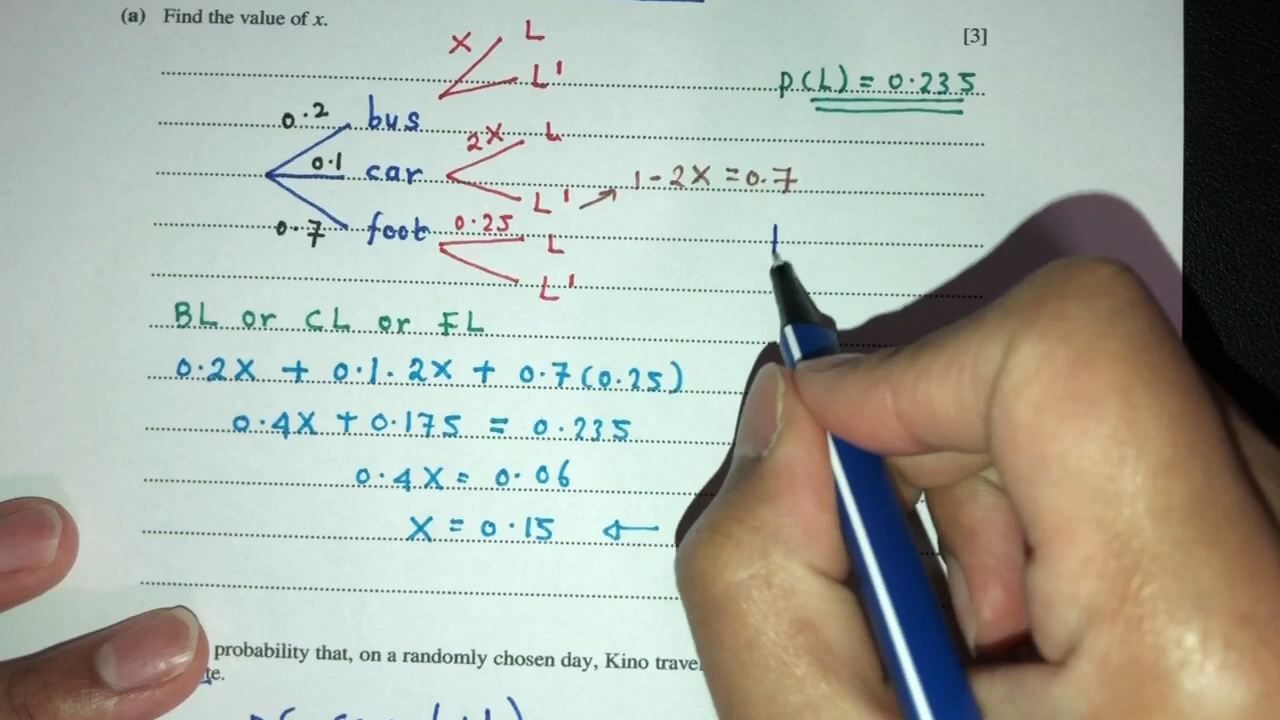 (a) Find the value of x.
[3]
x L
L'
P(L) = 0.235
0.2 bus
2x L
0.1 car
L' 1-2x = 0.7
0.7 foot 0.25 L
L'
BL or CL or FL
0.2x + 0.1.2x + 0.7(0.25)
0.4x + 0.175 = 0.235
0.4x = 0.06
x = 0.15
probability that, on a randomly chosen day, Kino